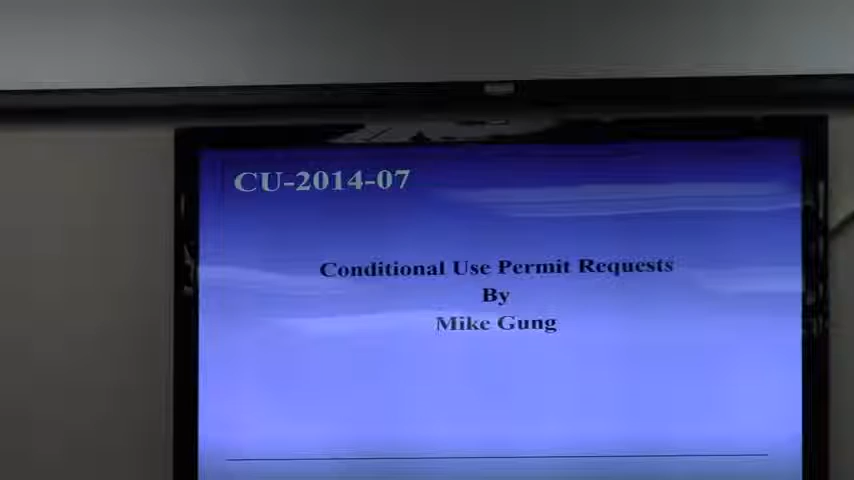 CU-2014-07
Conditional Use Permit Requests
By
Mike Gung